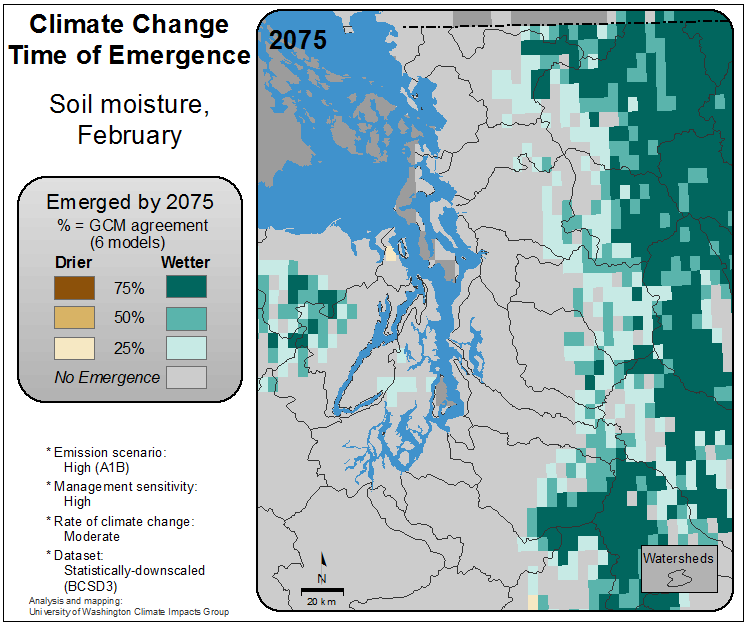 Climate Change
Time of Emergence
Soil moisture,
February
Emerged by 2075
% = GCM agreement
(6 models)
Drier Wetter
75%
50%
25%
No Emergence
* Emission scenario:
High (A1B)
* Management sensitivity:
High
* Rate of climate change:
Moderate
* Dataset:
Statistically-downscaled
(BCSD3)
Analysis and mapping:
University of Washington Climate Impacts Group
2075
N
20 km
Watersheds